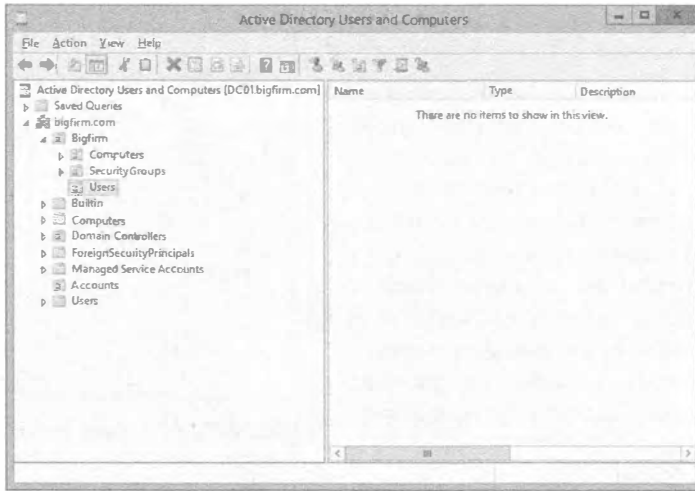 Active Directory Users and Computers
File Action View Help
Active Directory Users and Computers [DC01.bigfirm.com]
Name Type Description
Saved Queries
There are no items to show in this view.
bigfirm.com
Bigfirm
Computers
SecurityGroups
Users
Builtin
Computers
Domain Controllers
ForeignSecurityPrincipals
Managed Service Accounts
Accounts
Users